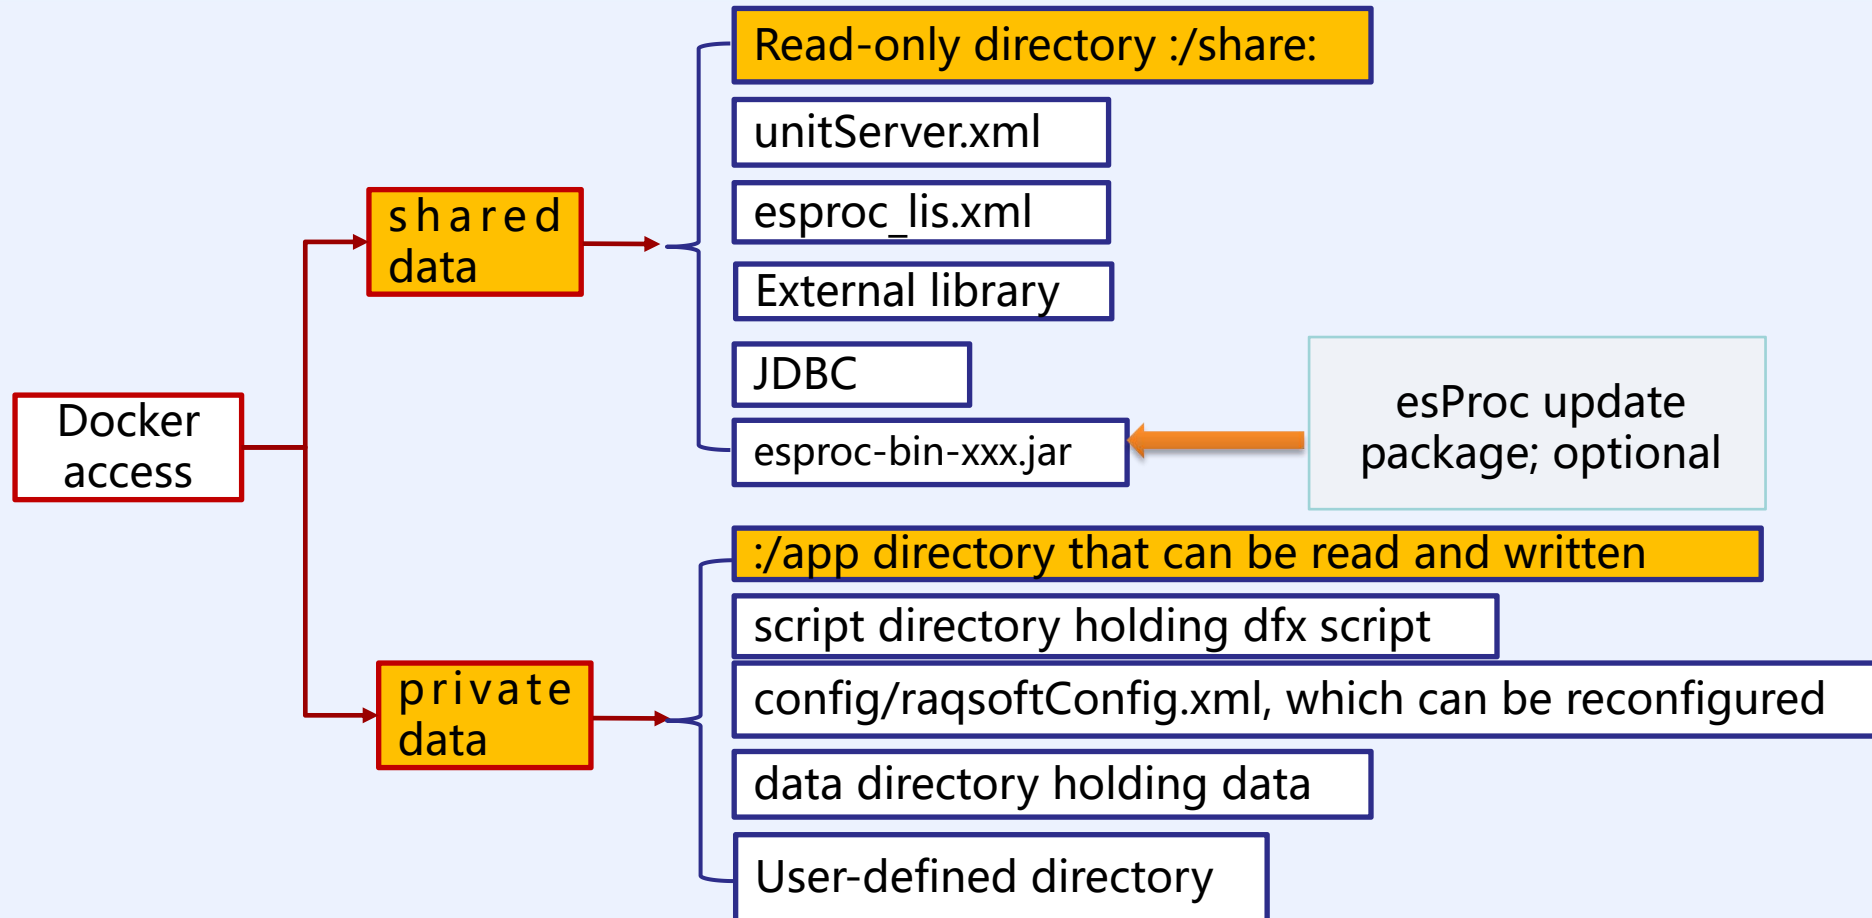 Read-only directory :/share:
unitServer.xml
esproc_lis.xml
External library
JDBC
esproc-bin-xxx.jar
shared
data
esProc update
package; optional
Docker
access
:/app directory that can be read and written
script directory holding dfx script
config/raqsoftConfig.xml, which can be reconfigured
data directory holding data
User-defined directory
private
data